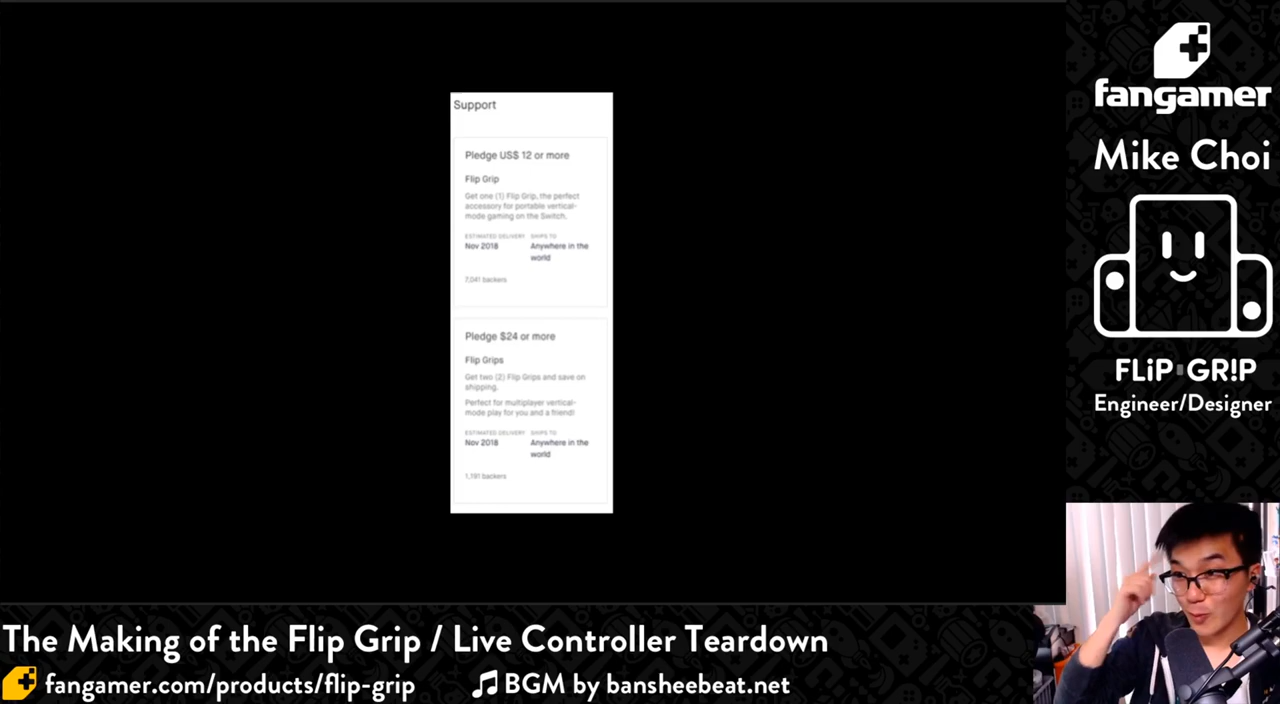 Support
Pledge US$ 12 or more
Flip Grip
Get one (1) Flip Grip, the perfect
accessory for portable vertical-
mode gaming on the Switch.
ESTIMATED DELIVERY SHIPS TO
Nov 2018 Anywhere in the
world
7,041 backers
Pledge $24 or more
Flip Grips
Get two (2) Flip Grips and save on
shipping.
Perfect for multiplayer vertical-
mode play for you and a friend!
ESTIMATED DELIVERY SHIPS TO
Nov 2018 Anywhere in the
world
1,191 backers
fangamer
Mike Choi
FLiP GR!P
Engineer/Designer
The Making of the Flip Grip / Live Controller Teardown
fangamer.com/products/flip-grip
BGM by bansheebeat.net